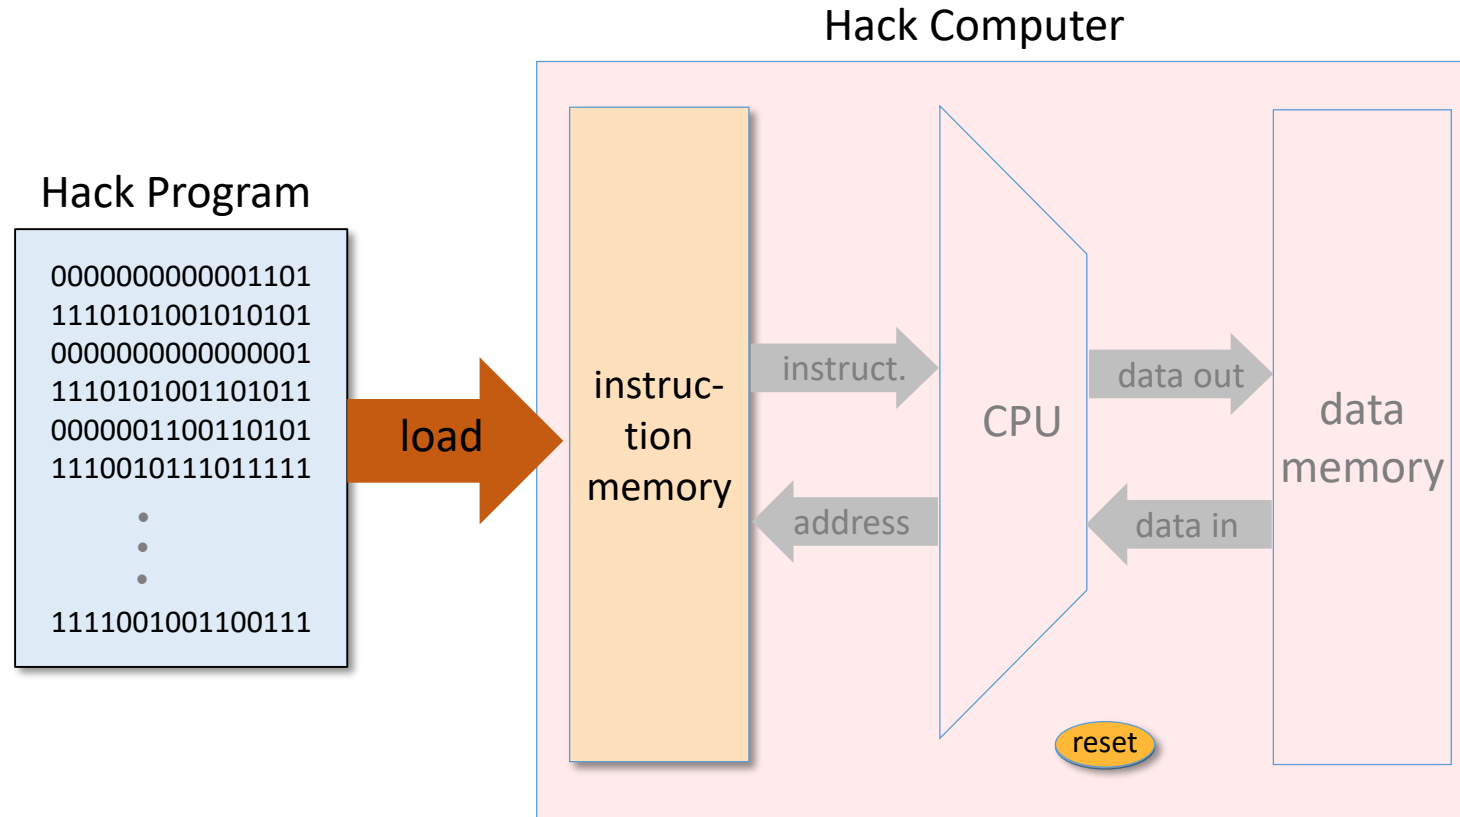 Hack Computer
Hack Program
0000000000001101
1110101001010101
0000000000000001
1110101001101011
0000001100110101
1110010111011111
1111001001100111
load
instruc-
tion
memory
instruct.
address
CPU
data out
data in
data
memory
reset